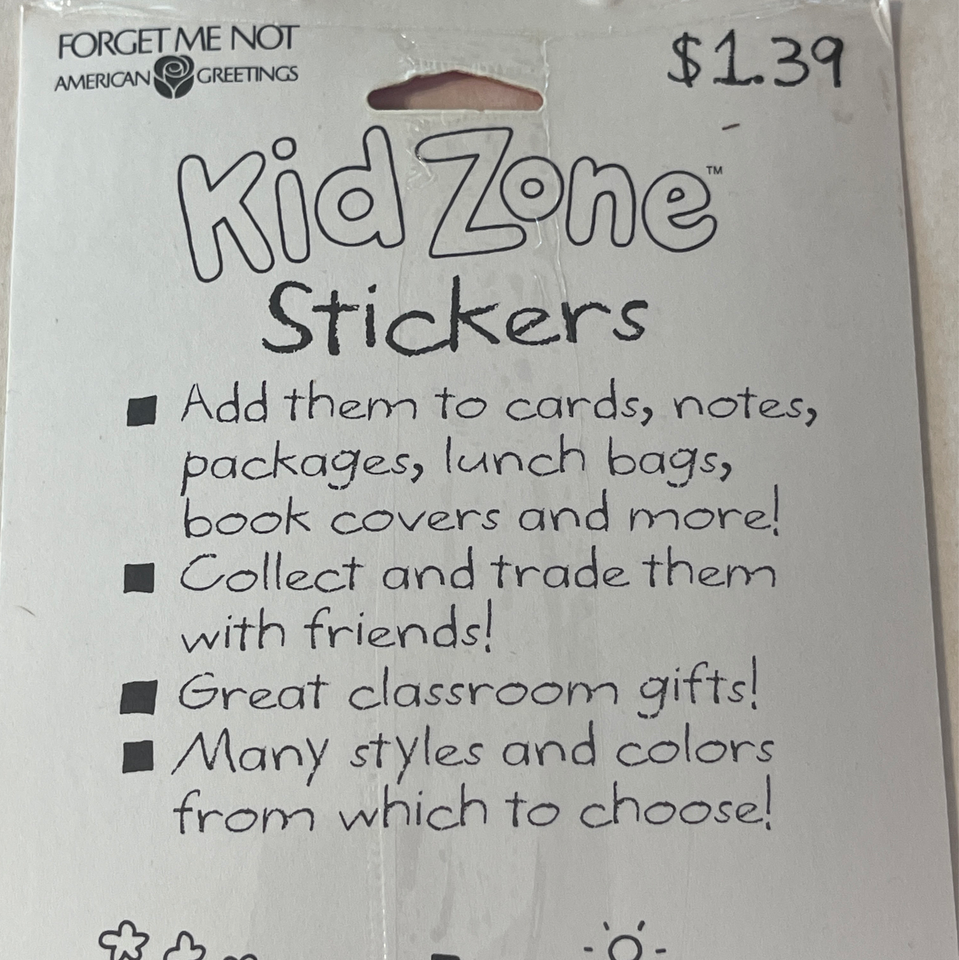 FORGET ME NOT
AMERICAN GREETINGS
$1.39
Kid Zone™
Stickers
■ Add them to cards, notes,
packages, lunch bags,
book covers and more!
■ Collect and trade them
with friends!
■ Great classroom gifts!
■ Many styles and colors
from which to choose!